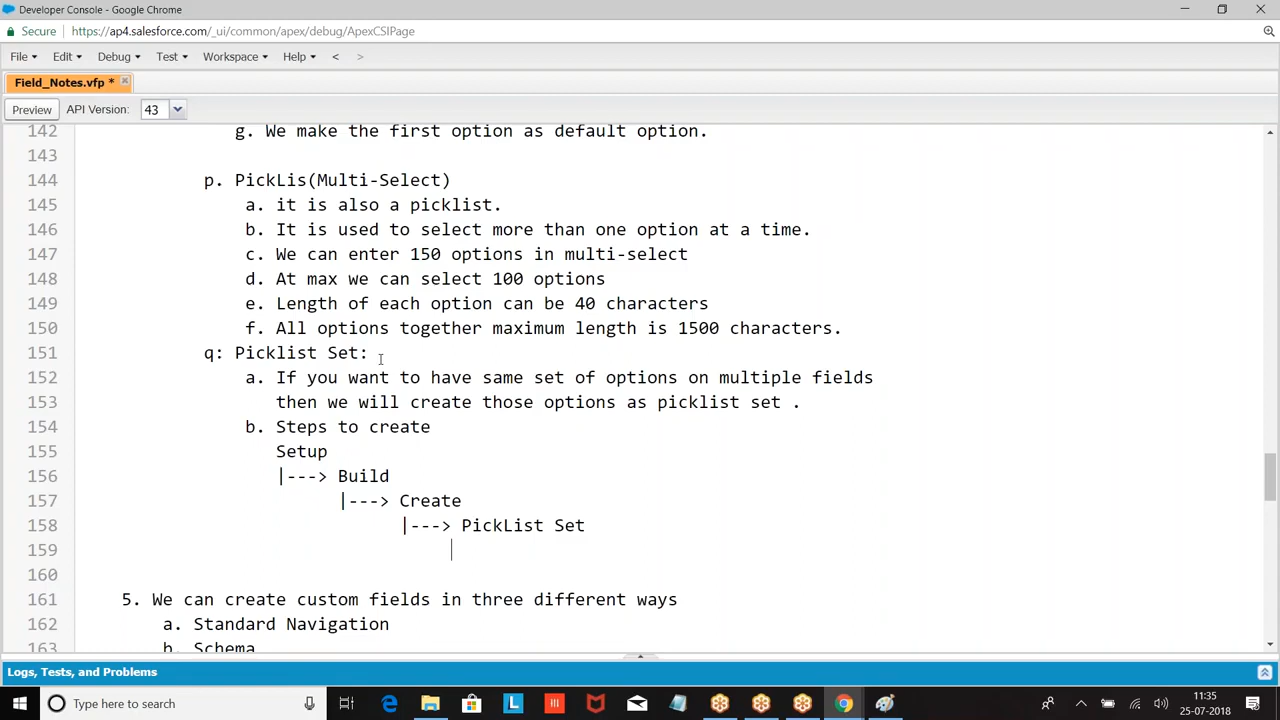 Developer Console - Google Chrome
Secure https://ap4.salesforce.com/_ui/common/apex/debug/ApexCSIPage
File Edit Debug Test Workspace Help < >
Field_Notes.vfp *
Preview API Version: 43
142 g. We make the first option as default option.
143
144 p. PickLis(Multi-Select)
145 a. it is also a picklist.
146 b. It is used to select more than one option at a time.
147 c. We can enter 150 options in multi-select
148 d. At max we can select 100 options
149 e. Length of each option can be 40 characters
150 f. All options together maximum length is 1500 characters.
151 q: Picklist Set:
152 a. If you want to have same set of options on multiple fields
153 then we will create those options as picklist set .
154 b. Steps to create
155 Setup
156 |---> Build
157 |---> Create
158 |---> PickList Set
159
160
161 5. We can create custom fields in three different ways
162 a. Standard Navigation
163 b. Schema
Logs, Tests, and Problems
Type here to search
11:35
25-07-2018